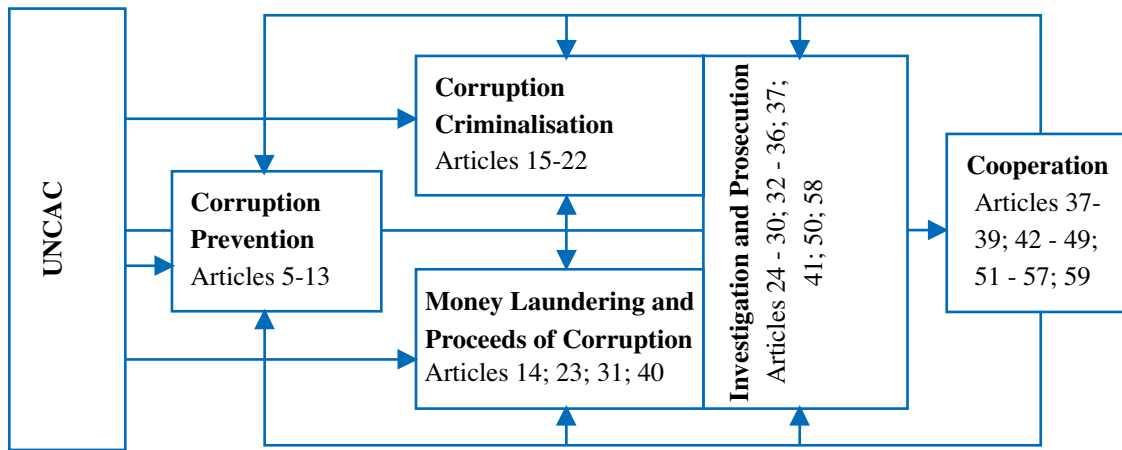 UNCAC
Corruption
Prevention
Articles 5-13
Corruption
Criminalisation
Articles 15-22
Money Laundering and
Proceeds of Corruption
Articles 14; 23; 31; 40
Investigation and Prosecution
Articles 24 - 30; 32 - 36; 37;
41; 50; 58
Cooperation
Articles 37-
39; 42 - 49;
51 - 57; 59